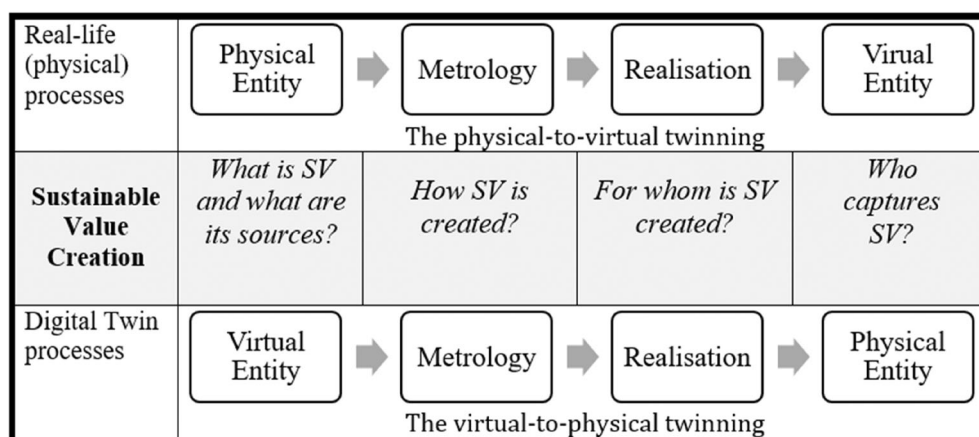 Real-life
(physical)
processes
Physical
Entity
Metrology
Realisation
Virual
Entity
The physical-to-virtual twinning
Sustainable
Value
Creation
What is SV
and what are
its sources?
How SV is
created?
For whom is SV
created?
Who
captures
SV?
Digital Twin
processes
Virtual
Entity
Metrology
Realisation
Physical
Entity
The virtual-to-physical twinning